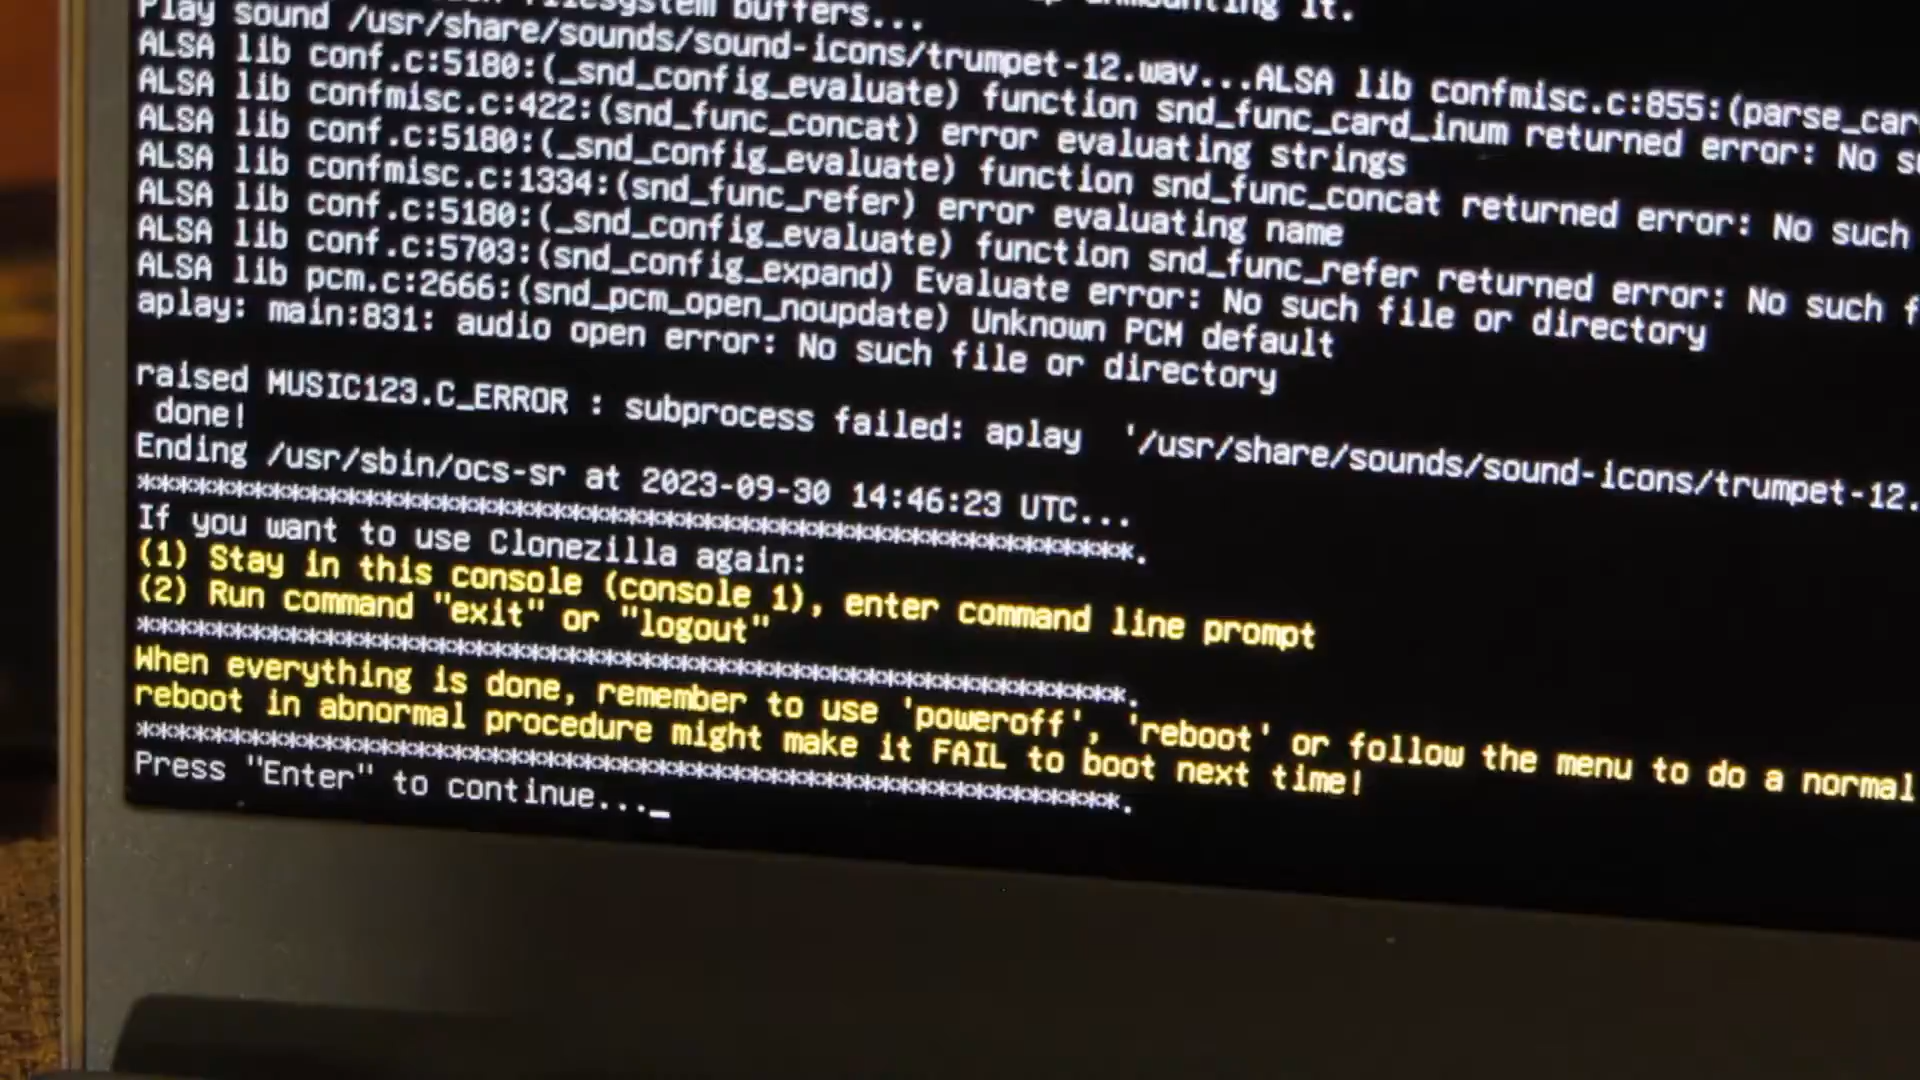 filesystem buffers... unmounting it.
Play sound /usr/share/sounds/sound-icons/trumpet-12.wav...ALSA lib confmisc.c:855:(parse_car
ALSA lib conf.c:5180:(_snd_config_evaluate) function snd_func_card_inum returned error: No s
ALSA lib confmisc.c:422:(snd_func_concat) error evaluating strings
ALSA lib conf.c:5180:(_snd_config_evaluate) function snd_func_concat returned error: No such
ALSA lib confmisc.c:1334:(snd_func_refer) error evaluating name
ALSA lib conf.c:5180:(_snd_config_evaluate) function snd_func_refer returned error: No such f
ALSA lib conf.c:5703:(snd_config_expand) Evaluate error: No such file or directory
ALSA lib pcm.c:2666:(snd_pcm_open_noupdate) Unknown PCM default
aplay: main:831: audio open error: No such file or directory
raised MUSIC123.C_ERROR : subprocess failed: aplay  '/usr/share/sounds/sound-icons/trumpet-12.
done!
Ending /usr/sbin/ocs-sr at 2023-09-30 14:46:23 UTC...
*************************************************************************************.
If you want to use Clonezilla again:
(1) Stay in this console (console 1), enter command line prompt
(2) Run command "exit" or "logout"
*************************************************************************************.
When everything is done, remember to use 'poweroff', 'reboot' or follow the menu to do a normal
reboot in abnormal procedure might make it FAIL to boot next time!
*************************************************************************************.
Press "Enter" to continue..._